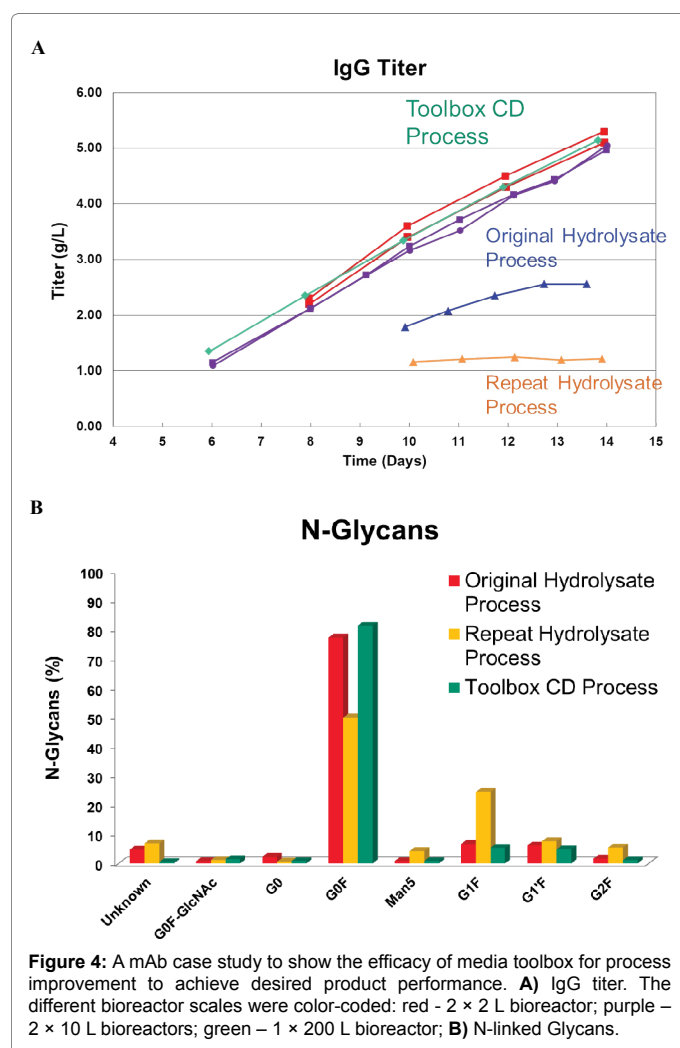 A
IgG Titer
6.00
5.00
4.00
3.00
2.00
1.00
0.00
Titer (g/L)
Toolbox CD
Process
Original Hydrolysate
Process
Repeat Hydrolysate
Process
4 5 6 7 8 9 10 11 12 13 14 15
Time (Days)
B
N-Glycans
100
90
80
70
60
50
40
30
20
10
0
N-Glycans (%)
Original Hydrolysate
Process
Repeat Hydrolysate
Process
Toolbox CD Process
Unknown
G0F-GlcNAc
G0
G0F
Man5
G1F
G1'F
G2F
Figure 4: A mAb case study to show the efficacy of media toolbox for process
improvement to achieve desired product performance. A) IgG titer. The
different bioreactor scales were color-coded: red - 2 × 2 L bioreactor; purple –
2 × 10 L bioreactors; green – 1 × 200 L bioreactor; B) N-linked Glycans.